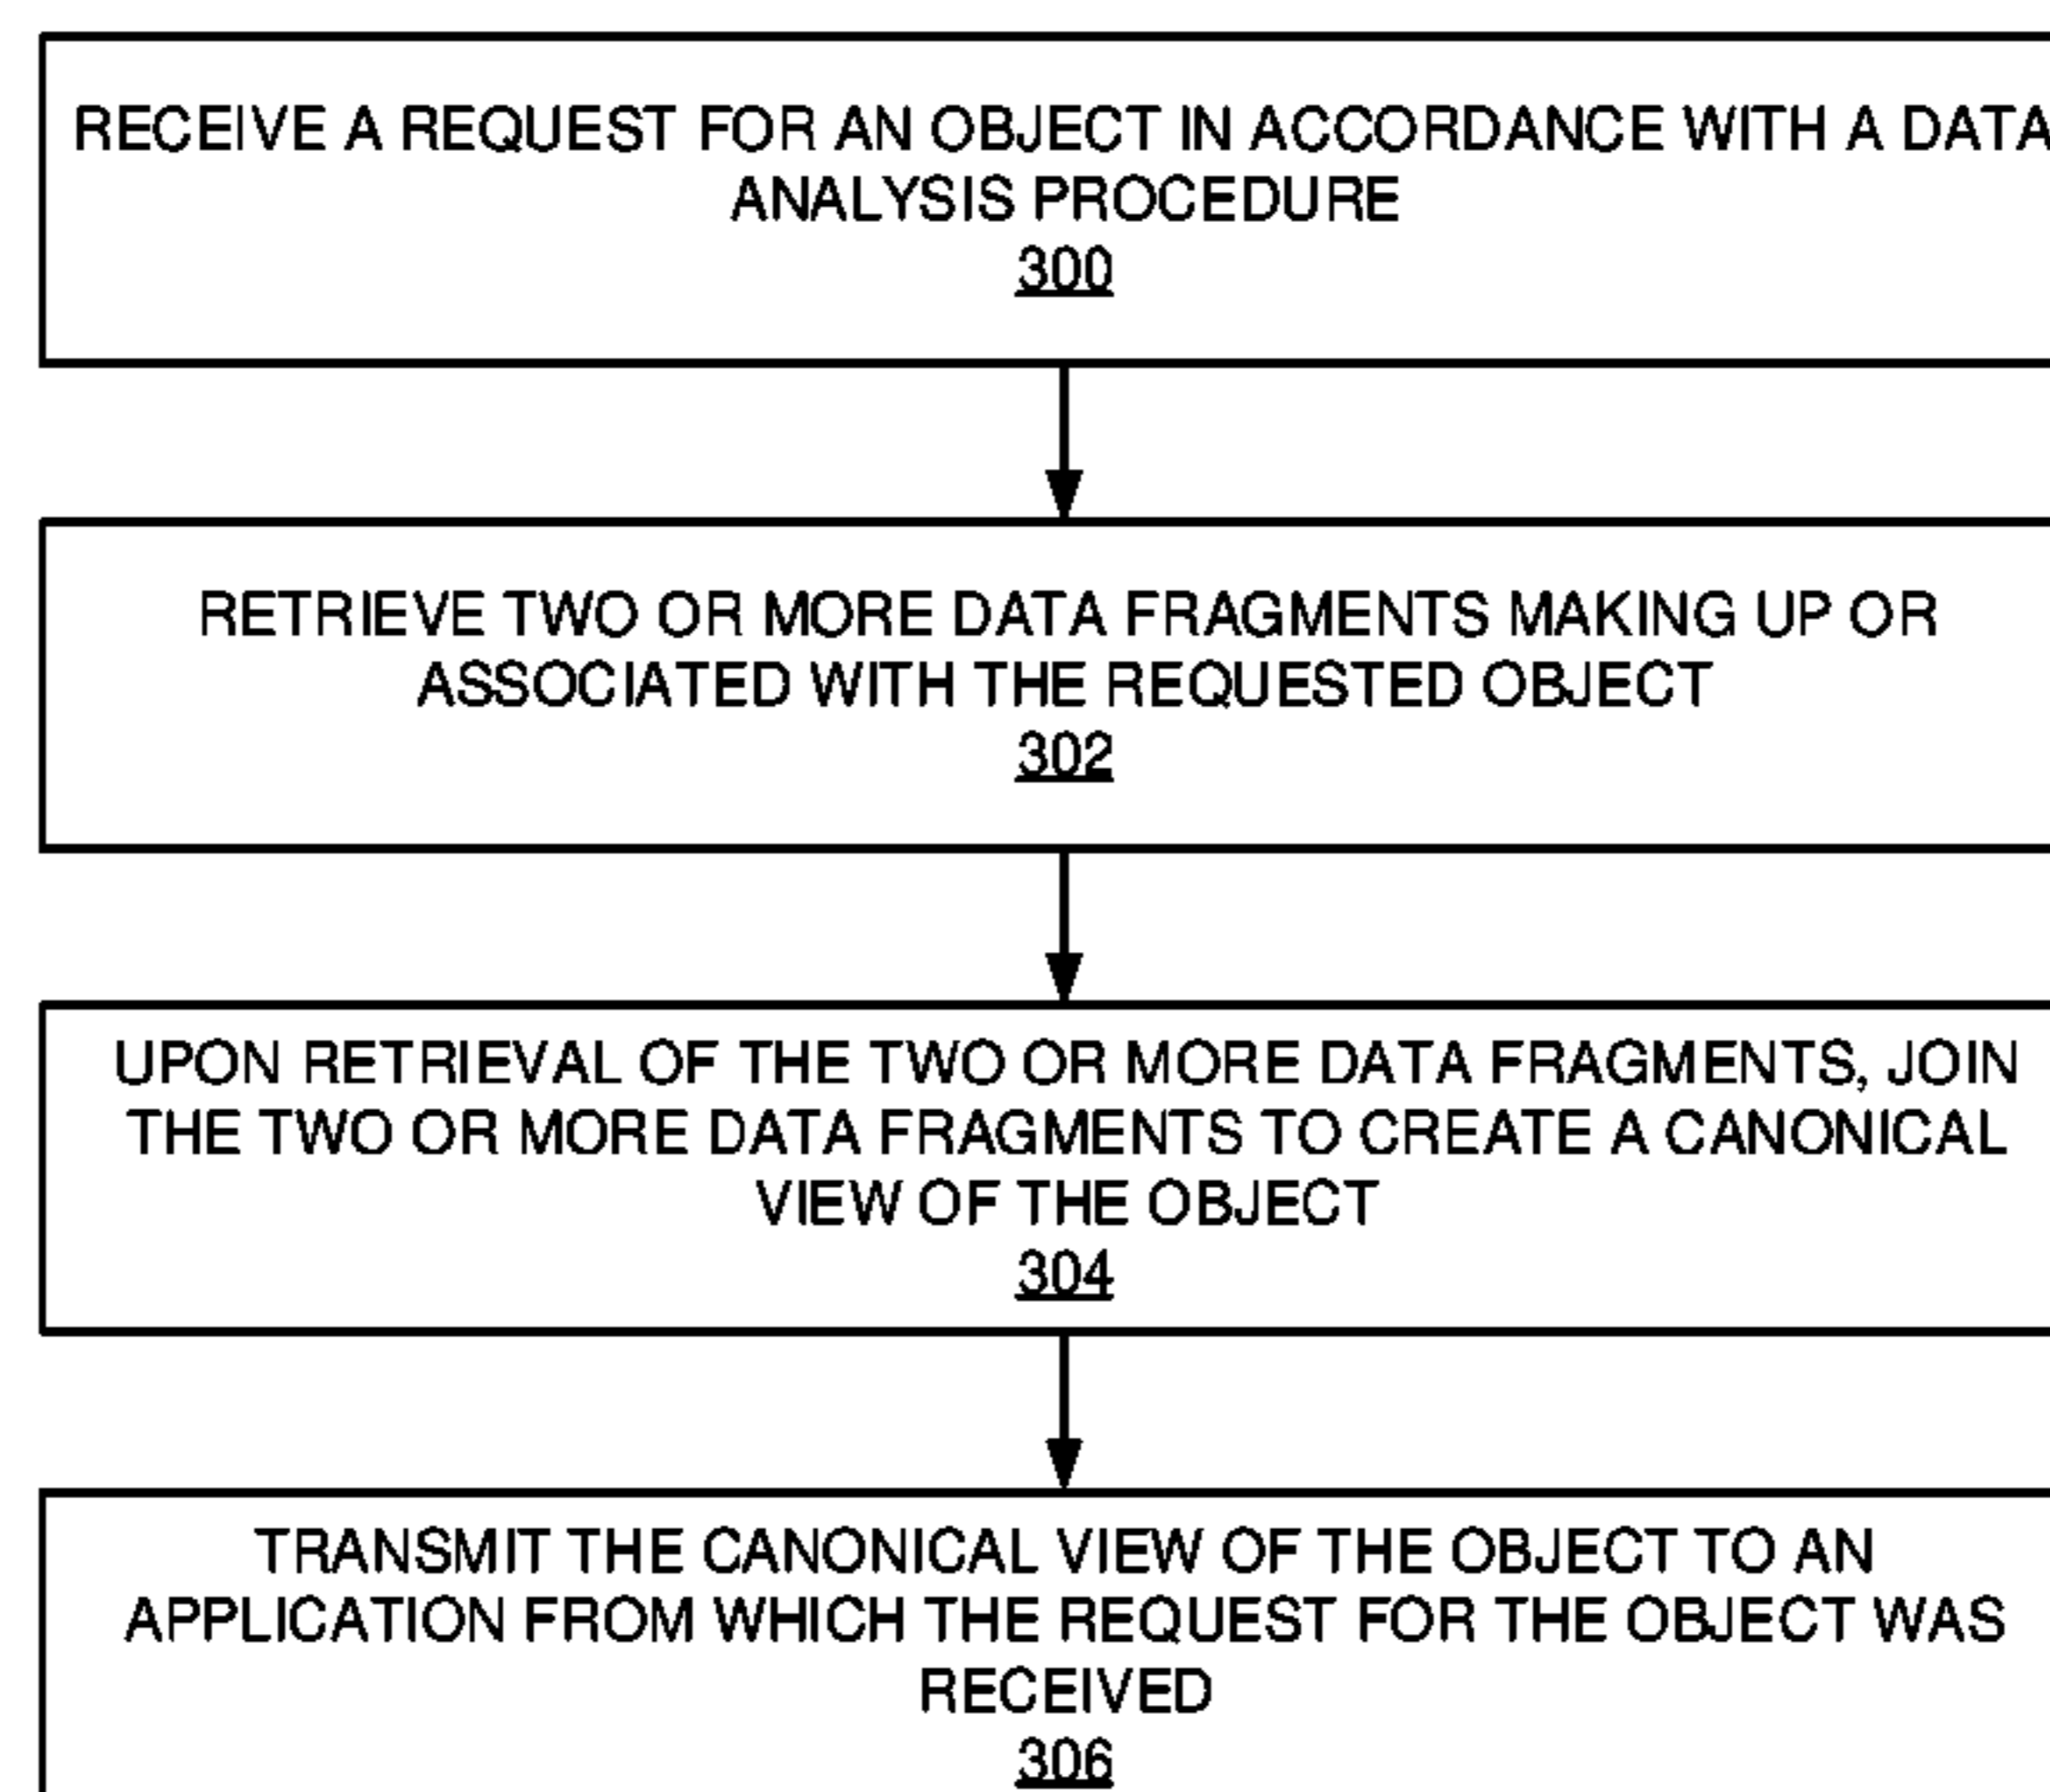 RECEIVE A REQUEST FOR AN OBJECT IN ACCORDANCE WITH A DATA
ANALYSIS PROCEDURE
300
RETRIEVE TWO OR MORE DATA FRAGMENTS MAKING UP OR
ASSOCIATED WITH THE REQUESTED OBJECT
302
UPON RETRIEVAL OF THE TWO OR MORE DATA FRAGMENTS, JOIN
THE TWO OR MORE DATA FRAGMENTS TO CREATE A CANONICAL
VIEW OF THE OBJECT
304
TRANSMIT THE CANONICAL VIEW OF THE OBJECT TO AN
APPLICATION FROM WHICH THE REQUEST FOR THE OBJECT WAS
RECEIVED
306